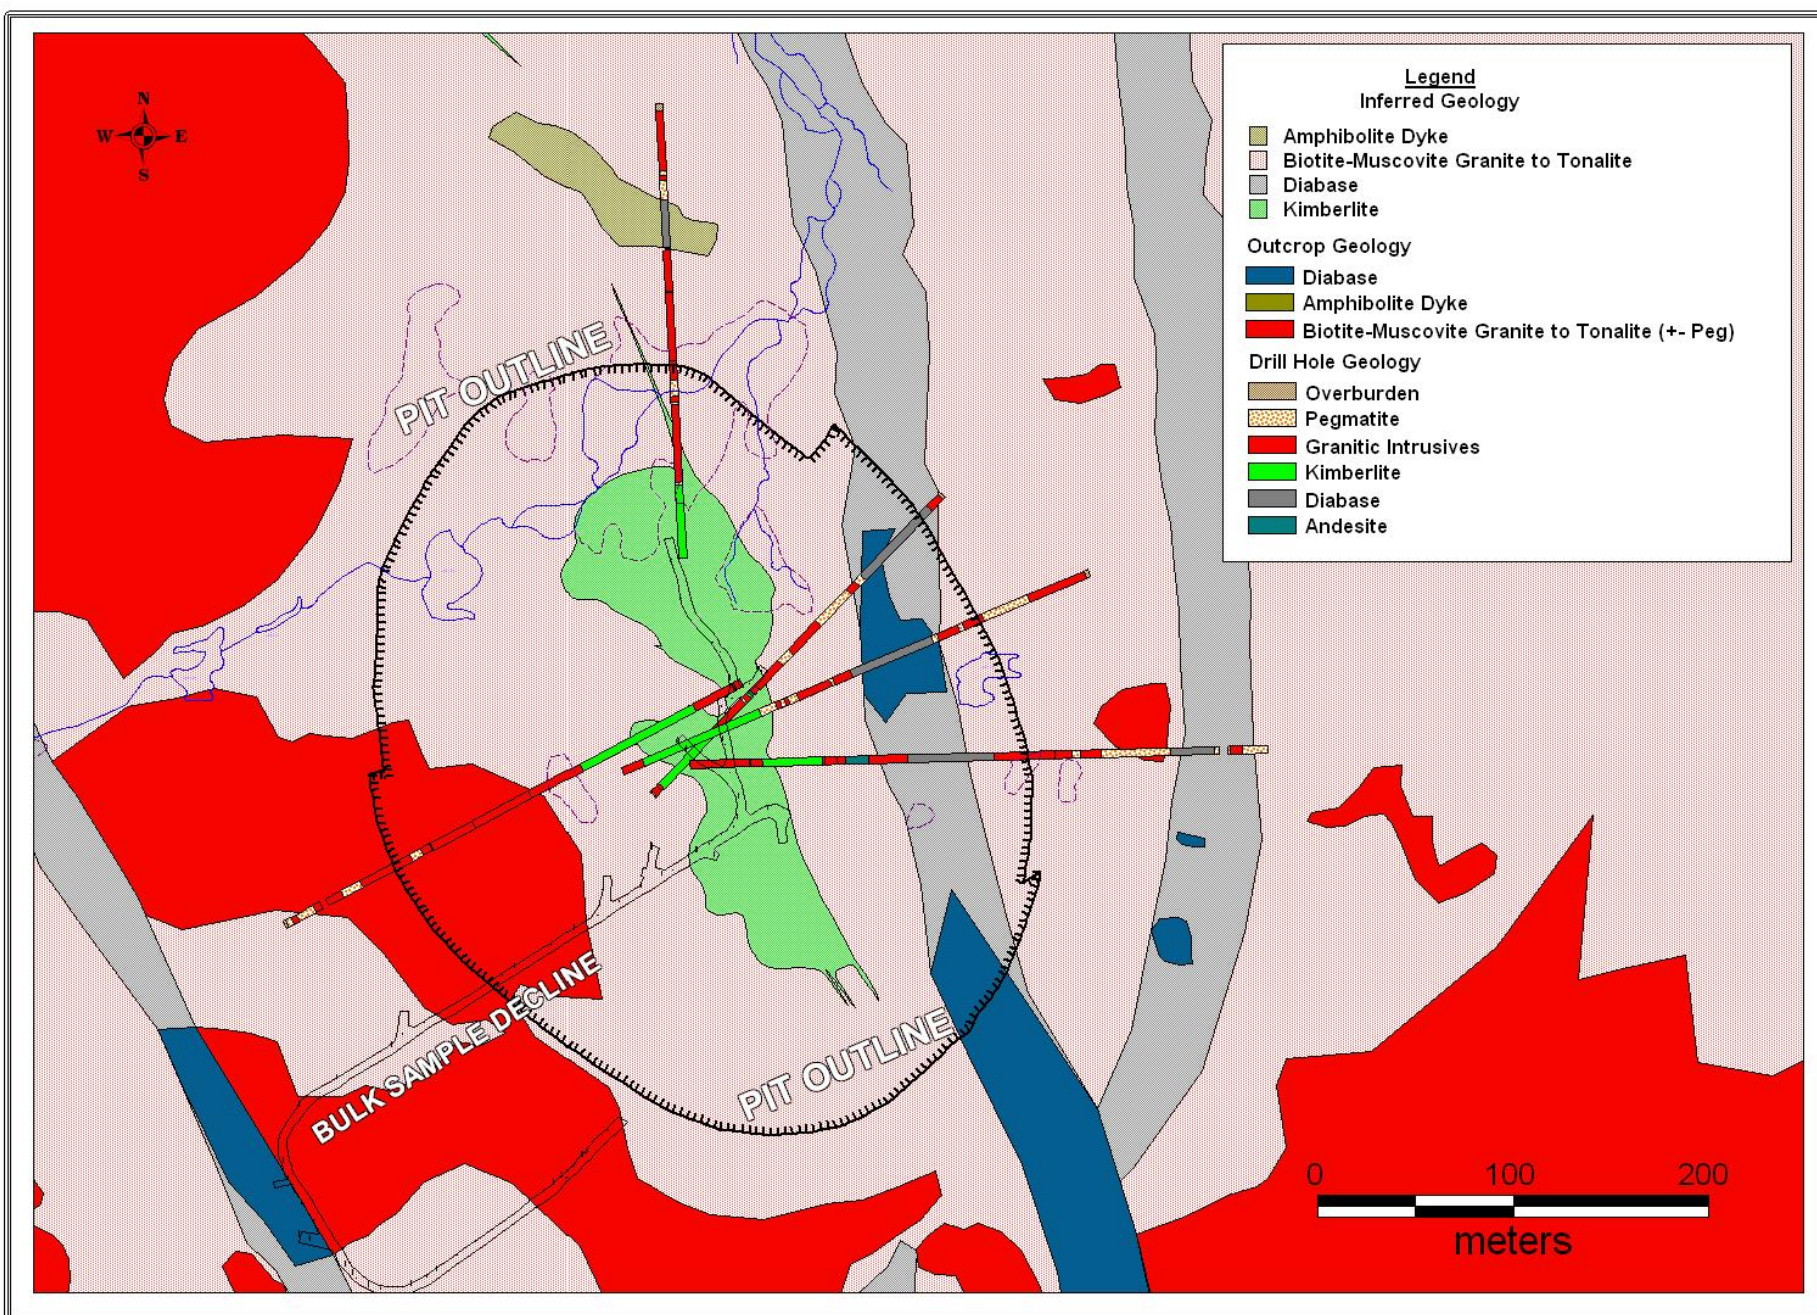 N
W E
S
Legend
Inferred Geology
Amphibolite Dyke
Biotite-Muscovite Granite to Tonalite
Diabase
Kimberlite
Outcrop Geology
Diabase
Amphibolite Dyke
Biotite-Muscovite Granite to Tonalite (+- Peg)
Drill Hole Geology
Overburden
Pegmatite
Granitic Intrusives
Kimberlite
Diabase
Andesite
PIT OUTLINE
BULK SAMPLE DECLINE
PIT OUTLINE
0 100 200
meters